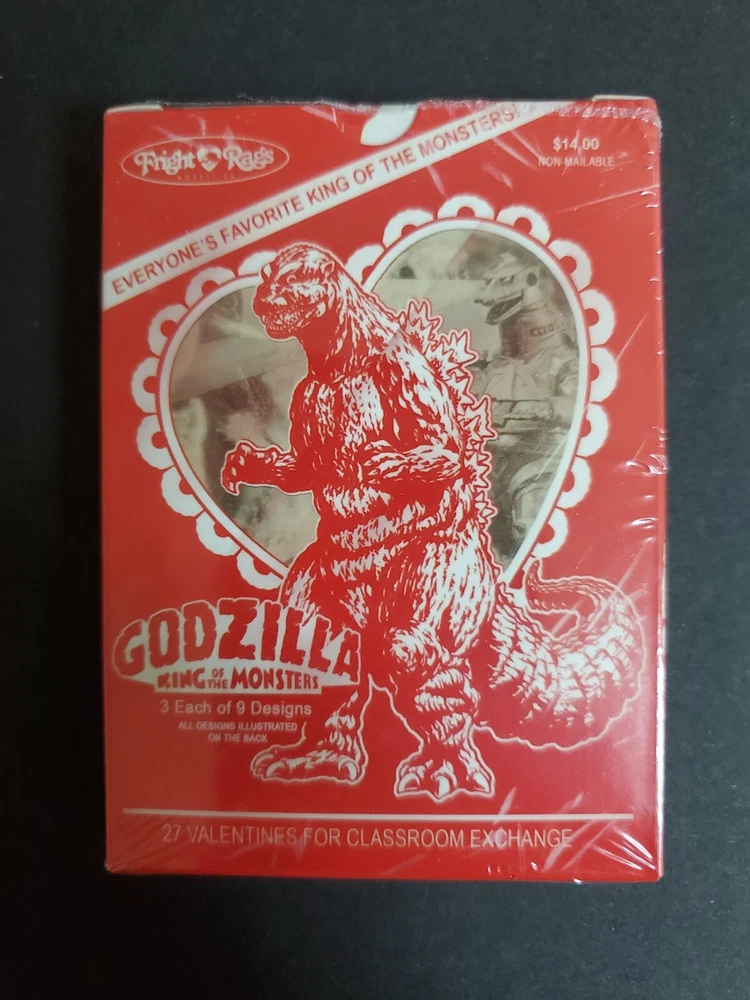 Fright Rags
$14.00
NON-MAILABLE
EVERYONE'S FAVORITE KING OF THE MONSTERS!
GODZILLA
KING OF THE MONSTERS
3 Each of 9 Designs
ALL DESIGNS ILLUSTRATED
ON THE BACK
27 VALENTINES FOR CLASSROOM EXCHANGE